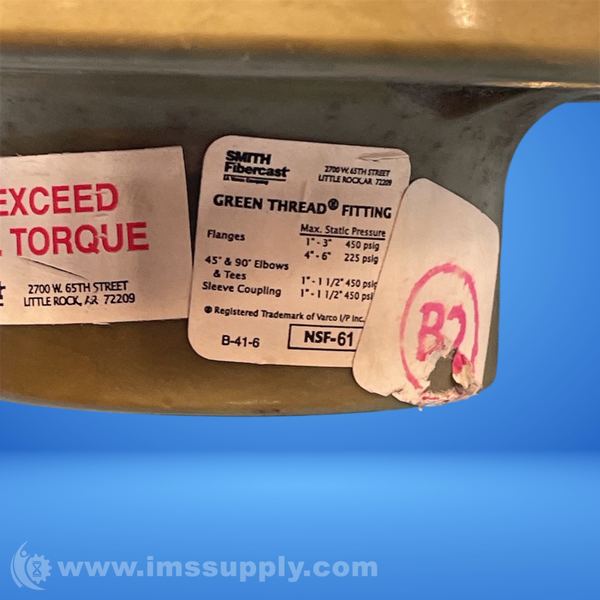 EXCEED
TORQUE
2700 W. 65TH STREET
LITTLE ROCK, AR 72209
SMITH
Fibercast
A Varco Company
2700 W. 65TH STREET
LITTLE ROCK, AR 72209
GREEN THREAD® FITTING
Max. Static Pressure
Flanges 1" - 3" 450 psig
4" - 6" 225 psig
45° & 90° Elbows
& Tees 1" - 1 1/2" 450 psig
Sleeve Coupling 1" - 1 1/2" 450 psi
® Registered Trademark of Varco I/P Inc.
B-41-6 NSF-61
www.imssupply.com